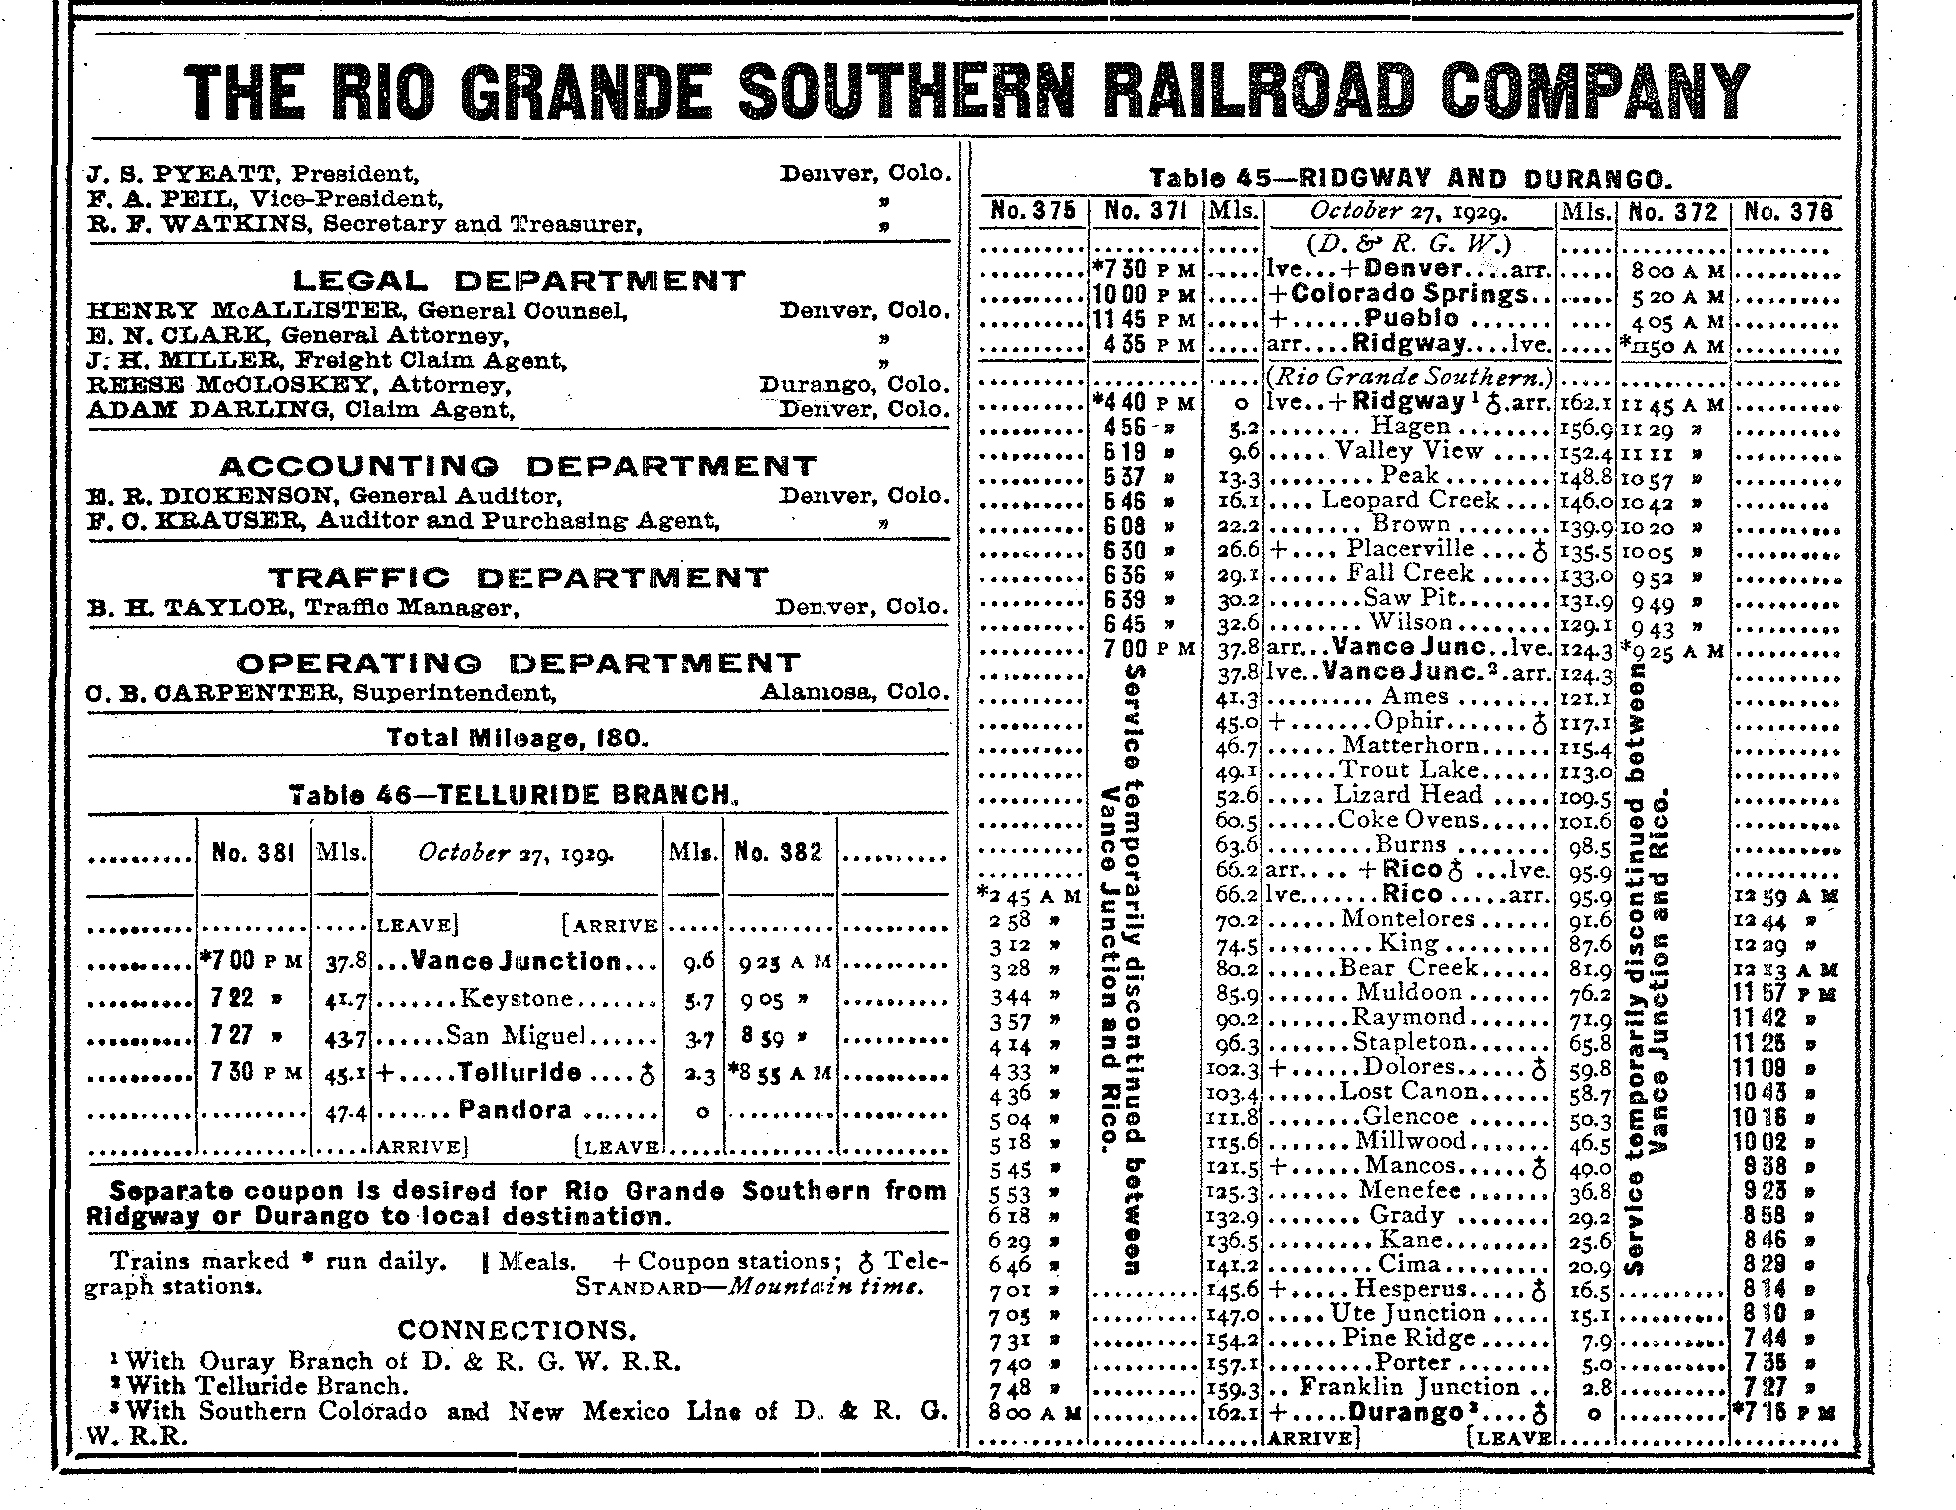 THE RIO GRANDE SOUTHERN RAILROAD COMPANY
J. S. PYEATT, President, Denver, Colo.
F. A. PEIL, Vice-President, "
R. F. WATKINS, Secretary and Treasurer, "
LEGAL DEPARTMENT
HENRY McALLISTER, General Counsel, Denver, Colo.
E. N. CLARK, General Attorney, "
J. H. MILLER, Freight Claim Agent, "
REESE McCLOSKEY, Attorney, Durango, Colo.
ADAM DARLING, Claim Agent, Denver, Colo.
ACCOUNTING DEPARTMENT
E. R. DICKENSON, General Auditor, Denver, Colo.
F. C. KRAUSER, Auditor and Purchasing Agent, "
TRAFFIC DEPARTMENT
B. H. TAYLOR, Traffic Manager, Denver, Colo.
OPERATING DEPARTMENT
C. B. CARPENTER, Superintendent, Alamosa, Colo.
Total Mileage, 180.
Table 46—TELLURIDE BRANCH.
No. 381 Mls. October 27, 1929. Mls. No. 382
LEAVE] [ARRIVE
*7 00 P M 37.8 ...Vance Junction... 9.6 9 25 A M
7 22 " 41.7 .......Keystone....... 5.7 9 05 "
7 27 " 43.7 ......San Miguel...... 3.7 8 59 "
7 30 P M 45.1 +.....Telluride....♁ 2.3 *8 55 A M
47.4 ....... Pandora ....... 0
ARRIVE] [LEAVE
Separate coupon is desired for Rio Grande Southern from
Ridgway or Durango to local destination.
Trains marked * run daily. ‖ Meals. + Coupon stations; ♁ Tele-
graph stations. STANDARD—Mountain time.
CONNECTIONS.
¹ With Ouray Branch of D. & R. G. W. R.R.
² With Telluride Branch.
³ With Southern Colorado and New Mexico Line of D. & R. G.
W. R.R.
Table 45—RIDGWAY AND DURANGO.
No. 375 No. 371 Mls. October 27, 1929. Mls. No. 372 No. 376
(D. & R. G. W.)
*7 30 P M lve...+Denver....arr. 8 00 A M
10 00 P M +Colorado Springs.. 5 20 A M
11 45 P M +......Pueblo ....... 4 05 A M
4 35 P M arr....Ridgway....lve. *11 50 A M
(Rio Grande Southern.)
*4 40 P M 0 lve..+Ridgway ¹ ♁.arr. 162.1 11 45 A M
4 56 " 5.2 ........ Hagen ........ 156.9 11 29 "
5 19 " 9.6 ..... Valley View ..... 152.4 11 11 "
5 37 " 13.3 ......... Peak ......... 148.8 10 57 "
5 46 " 16.1 .... Leopard Creek .... 146.0 10 42 "
6 08 " 22.2 ........ Brown ........ 139.9 10 20 "
6 30 " 26.6 +.... Placerville ....♁ 135.5 10 05 "
6 36 " 29.1 ...... Fall Creek ...... 133.0 9 52 "
6 39 " 30.2 ........Saw Pit........ 131.9 9 49 "
6 45 " 32.6 ........ Wilson ........ 129.1 9 43 "
7 00 P M 37.8 arr...Vance Junc..lve. 124.3 *9 25 A M
37.8 lve..Vance Junc.².arr. 124.3
41.3 .......... Ames ........ 121.1
45.0 +.......Ophir.......♁ 117.1
46.7 ......Matterhorn...... 115.4
49.1 ......Trout Lake...... 113.0
52.6 ..... Lizard Head ..... 109.5
60.5 ......Coke Ovens...... 101.6
63.6 .........Burns ........ 98.5
66.2 arr.... +Rico♁ ...lve. 95.9
*2 45 A M 66.2 lve.......Rico .....arr. 95.9 12 59 A M
2 58 " 70.2 ......Montelores ...... 91.6 12 44 "
3 12 " 74.5 .........King ......... 87.6 12 29 "
3 28 " 80.2 ......Bear Creek...... 81.9 12 13 A M
3 44 " 85.9 ....... Muldoon ....... 76.2 11 57 P M
3 57 " 90.2 .......Raymond....... 71.9 11 42 "
4 14 " 96.3 .......Stapleton....... 65.8 11 25 "
4 33 " 102.3 +......Dolores......♁ 59.8 11 09 "
4 36 " 103.4 ......Lost Canon...... 58.7 10 43 "
5 04 " 111.8 ........Glencoe ....... 50.3 10 16 "
5 18 " 115.6 .......Millwood....... 46.5 10 02 "
5 45 " 121.5 +......Mancos......♁ 40.0 9 38 "
5 53 " 125.3 ....... Menefee ....... 36.8 9 23 "
6 18 " 132.9 ........ Grady ........ 29.2 8 58 "
6 29 " 136.5 .........Kane......... 25.6 8 46 "
6 46 " 141.2 .........Cima......... 20.9 8 29 "
7 01 " 145.6 +..... Hesperus.....♁ 16.5 8 14 "
7 05 " 147.0 ..... Ute Junction ..... 15.1 8 10 "
7 31 " 154.2 ......Pine Ridge...... 7.9 7 44 "
7 40 " 157.1 .........Porter ........ 5.0 7 35 "
7 48 " 159.3 .. Franklin Junction .. 2.8 7 27 "
8 00 A M 162.1 +.....Durango³....♁ 0 *7 15 P M
ARRIVE] [LEAVE
Service temporarily discontinued between
Vance Junction and Rico.
Service temporarily discontinued between
Vance Junction and Rico.